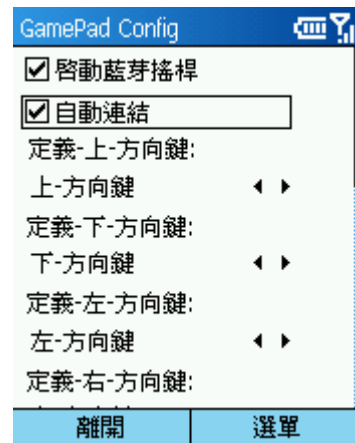 GamePad Config
啓動藍芽搖桿
自動連結
定義-上-方向鍵:
上-方向鍵
定義-下-方向鍵:
下-方向鍵
定義-左-方向鍵:
左-方向鍵
定義-右-方向鍵:
離開 選單